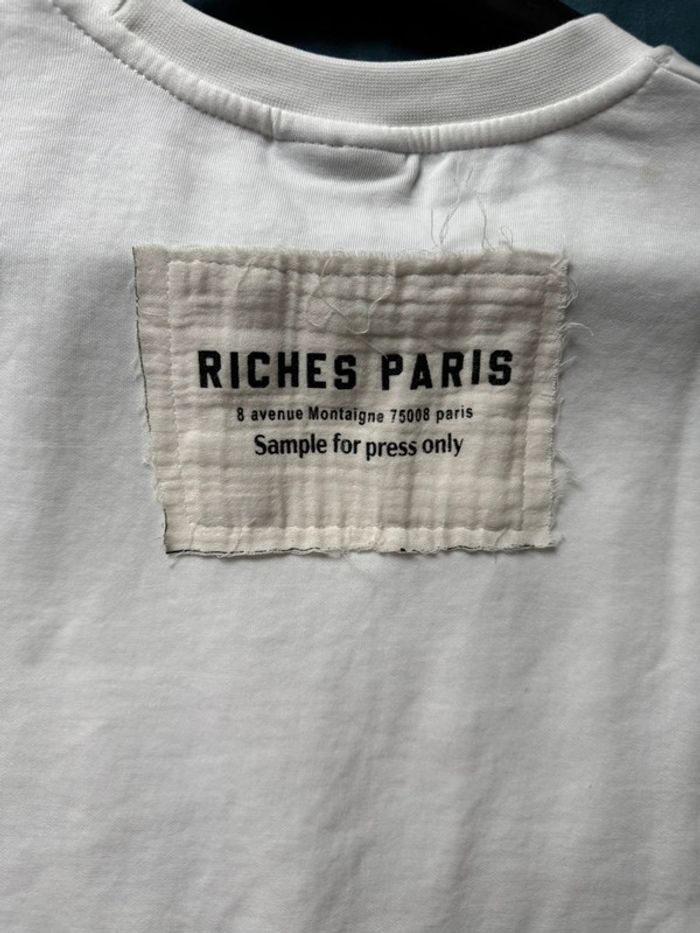 RICHES PARIS
8 avenue Montaigne 75008 paris
Sample for press only